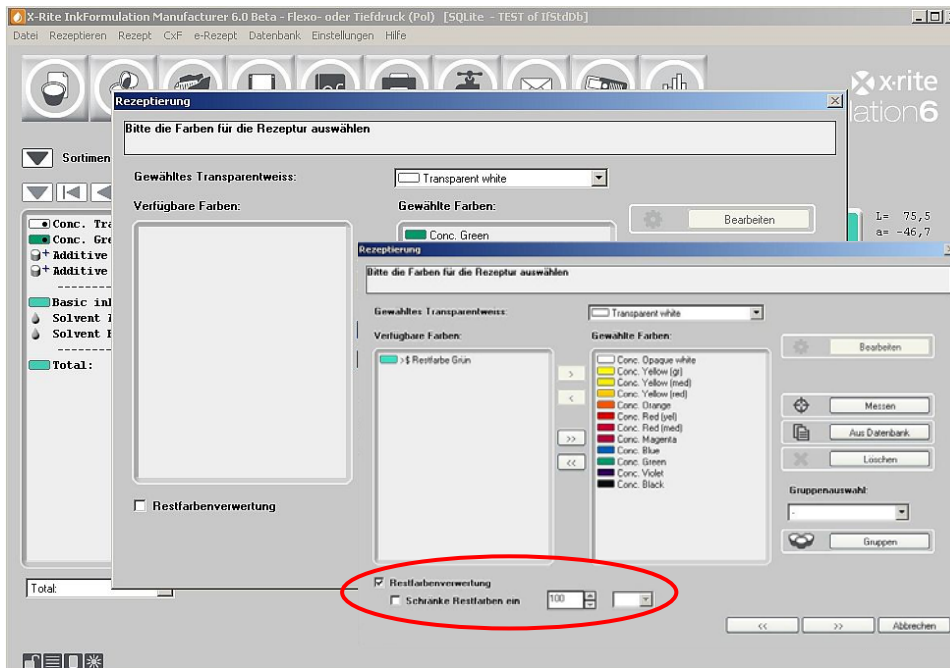 X-Rite InkFormulation Manufacturer 6.0 Beta - Flexo- oder Tiefdruck (Pol) [SQLite - TEST of IfStdDb]
Datei Rezeptieren Rezept CxF e-Rezept Datenbank Einstellungen Hilfe
x·rite
lation6
Rezeptierung
Bitte die Farben für die Rezeptur auswählen
Sortimen
Gewähltes Transparentweiss:
Transparent white
Verfügbare Farben:
Gewählte Farben:
Bearbeiten
Conc. Green
L= 75,5
a= -46,7
Conc. Tra
Conc. Gre
Additive
Additive
Basic in
Solvent
Solvent
Total:
Restfarbenverwertung
Total:
Rezeptierung
Bitte die Farben für die Rezeptur auswählen
Gewähltes Transparentweiss:
Transparent white
Verfügbare Farben:
Gewählte Farben:
Bearbeiten
>$ Restfarbe Grün
>
<
>>
<<
Conc. Opaque white
Conc. Yellow (gr)
Conc. Yellow (med)
Conc. Yellow (red)
Conc. Orange
Conc. Red (yel)
Conc. Red (med)
Conc. Magenta
Conc. Blue
Conc. Green
Conc. Violet
Conc. Black
Messen
Aus Datenbank
Löschen
Gruppenauswahl:
-
Gruppen
Restfarbenverwertung
Schränke Restfarben ein 100
<< >> Abbrechen